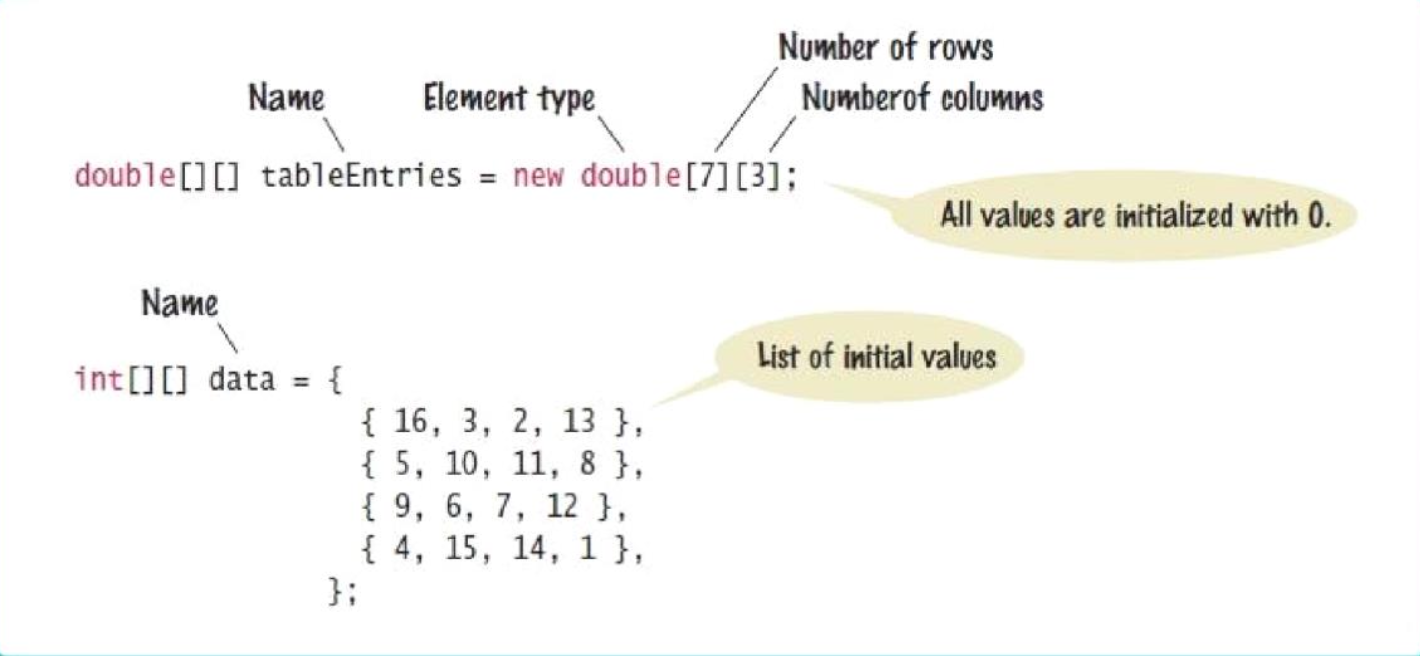 Number of rows
Name Element type Numberof columns
double[][] tableEntries = new double[7][3];
All values are initialized with 0.
Name
List of initial values
int[][] data = {
{ 16, 3, 2, 13 },
{ 5, 10, 11, 8 },
{ 9, 6, 7, 12 },
{ 4, 15, 14, 1 },
};